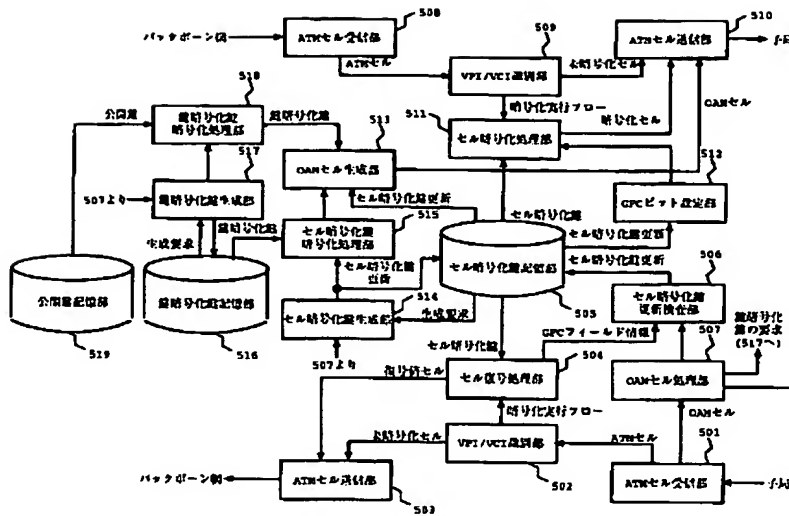 508
バックボーン側
ATMセル受信部
ATMセル
509
VPI/VCI識別部
未暗号化セル
510
ATMセル送信部
子局
暗号化実行フロー
暗号化セル
OAMセル
518
公開鍵
鍵暗号化鍵
暗号化処理部
鍵暗号化鍵
511
セル暗号化処理部
513
OAMセル生成部
517
507より
鍵暗号化鍵生成部
512
GFCビット設定部
セル暗号化鍵更新
セル暗号化鍵
515
セル暗号化鍵
暗号化処理部
生成要求
鍵暗号化鍵
セル暗号化鍵更新
セル暗号化鍵更新
セル暗号化鍵記憶部
505
506
セル暗号化鍵
更新検査部
セル暗号化鍵
公開鍵記憶部
519
鍵暗号化鍵記憶部
516
514
セル暗号化鍵生成部
生成要求
507より
セル暗号化鍵
GFCフィールド情報
504
セル復号処理部
507
鍵暗号化
鍵の要求
(517へ)
OAMセル処理部
復号済セル
暗号化実行フロー
OAMセル
未暗号化セル
VPI/VCI識別部
502
ATMセル
501
バックボーン側
ATMセル送信部
503
ATMセル受信部
子局